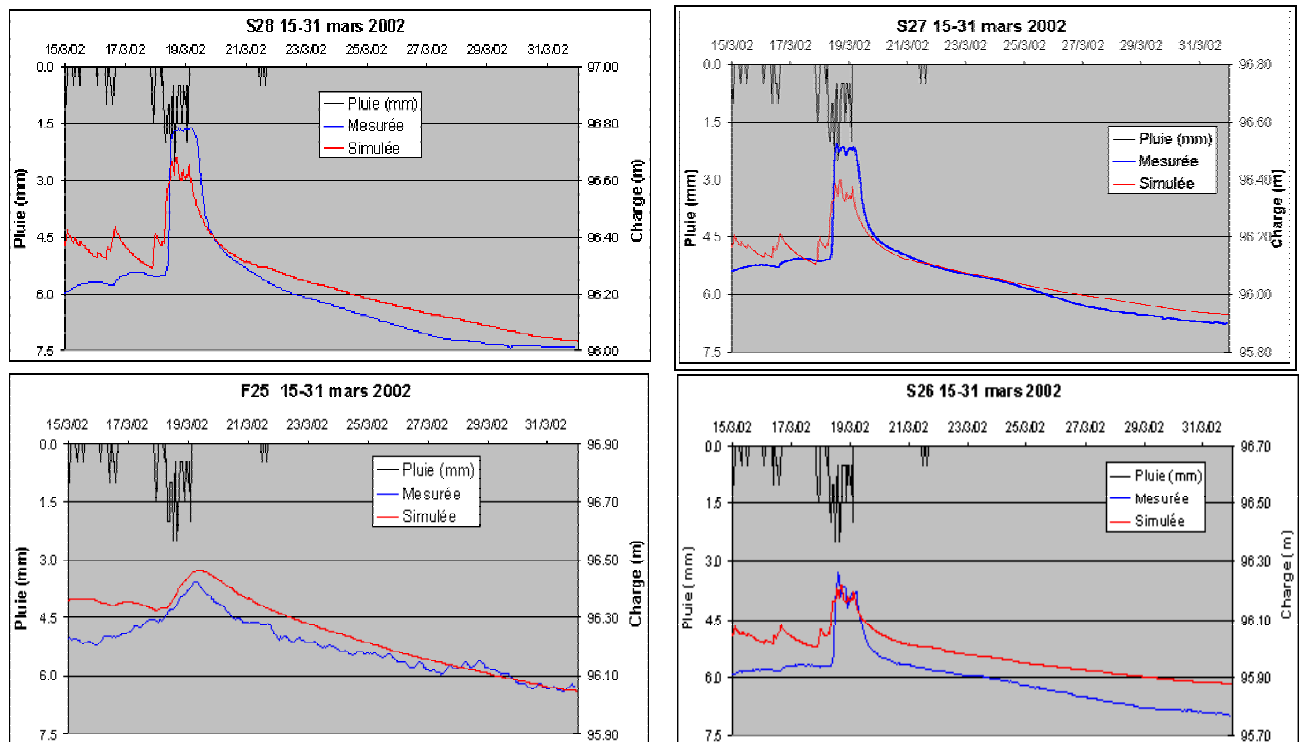 S28 15-31 mars 2002
15/3/02 17/3/02 19/3/02 21/3/02 23/3/02 25/3/02 27/3/02 29/3/02 31/3/02
0.0
1.5
3.0
4.5
6.0
7.5
Pluie (mm)
Pluie (mm)
Mesurée
Simulée
97.00
96.80
96.60
96.40
96.20
96.00
Charge (m)
S27 15-31 mars 2002
15/3/02 17/3/02 19/3/02 21/3/02 23/3/02 25/3/02 27/3/02 29/3/02 31/3/02
0.0
1.5
3.0
4.5
6.0
7.5
Pluie (mm)
Pluie (mm)
Mesurée
Simulée
96.80
96.60
96.40
96.20
96.00
95.80
Charge (m)
F25 15-31 mars 2002
15/3/02 17/3/02 19/3/02 21/3/02 23/3/02 25/3/02 27/3/02 29/3/02 31/3/02
0.0
1.5
3.0
4.5
6.0
7.5
Pluie (mm)
Pluie (mm)
Mesurée
Simulée
96.90
96.70
96.50
96.30
96.10
95.90
Charge (m)
S26 15-31 mars 2002
15/3/02 17/3/02 19/3/02 21/3/02 23/3/02 25/3/02 27/3/02 29/3/02 31/3/02
0.0
1.5
3.0
4.5
6.0
7.5
Pluie (mm)
Pluie (mm)
Mesurée
Simulée
96.70
96.50
96.30
96.10
95.90
95.70
Charge (m)